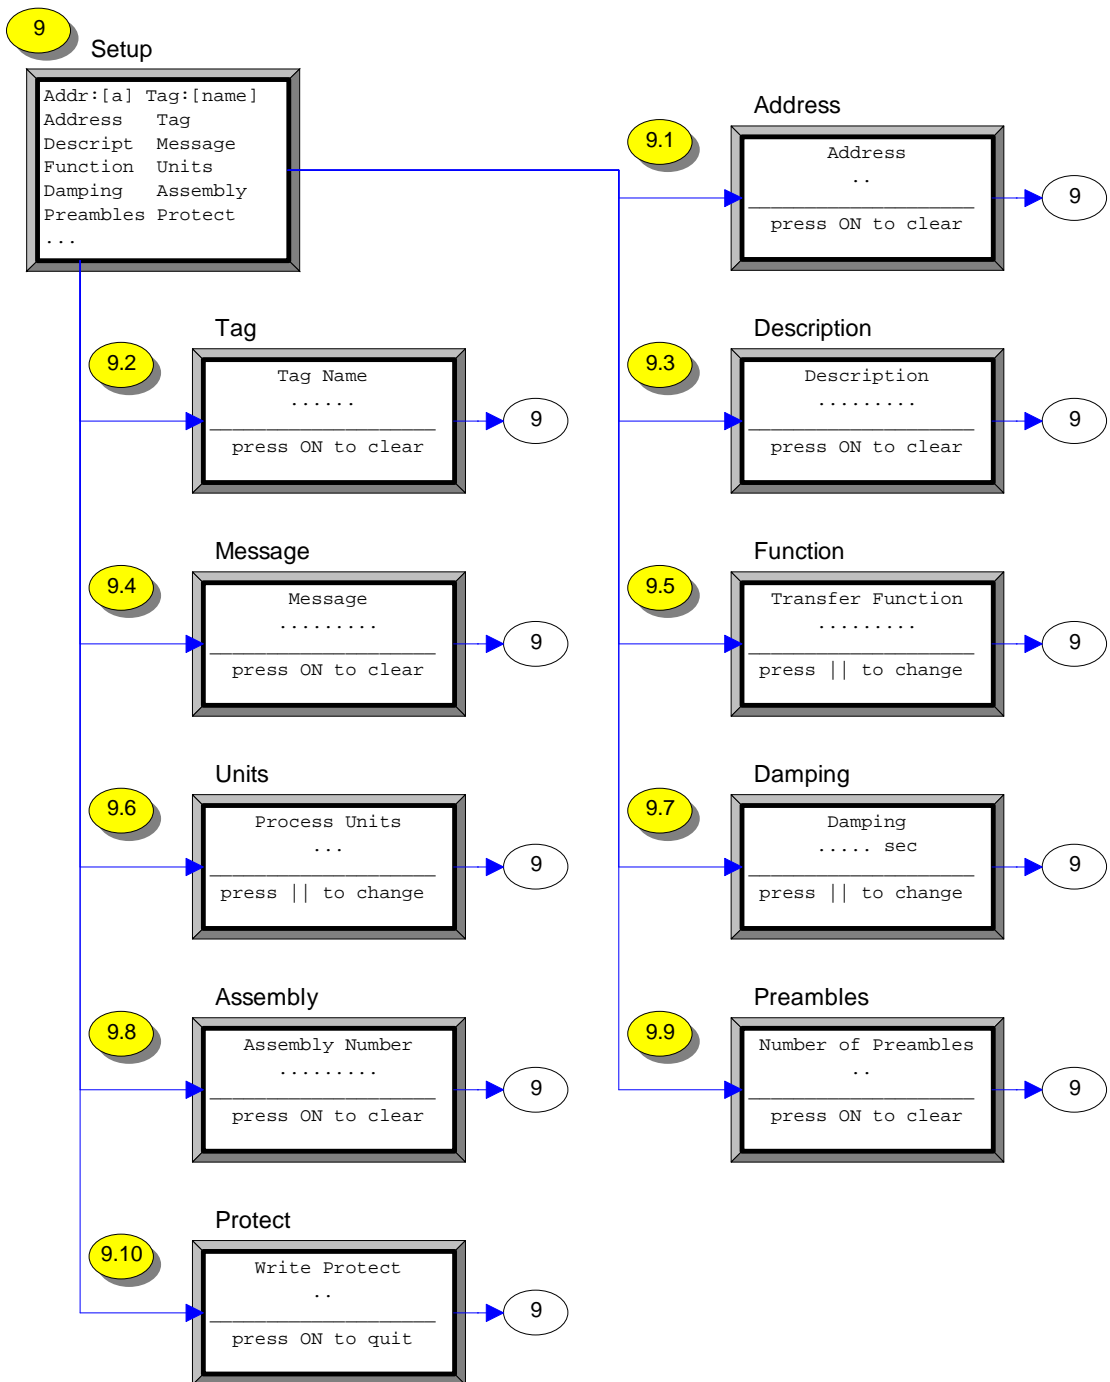 9
Setup
Addr:[a] Tag:[name]
Address Tag
Descript Message
Function Units
Damping Assembly
Preambles Protect
...
Address
9.1
Address
..
press ON to clear
9
Tag
9.2
Tag Name
......
press ON to clear
9
Description
9.3
Description
.........
press ON to clear
9
Message
9.4
Message
.........
press ON to clear
9
Function
9.5
Transfer Function
.........
press || to change
9
Units
9.6
Process Units
...
press || to change
9
Damping
9.7
Damping
..... sec
press || to change
9
Assembly
9.8
Assembly Number
.........
press ON to clear
9
Preambles
9.9
Number of Preambles
..
press ON to clear
9
Protect
9.10
Write Protect
..
press ON to quit
9